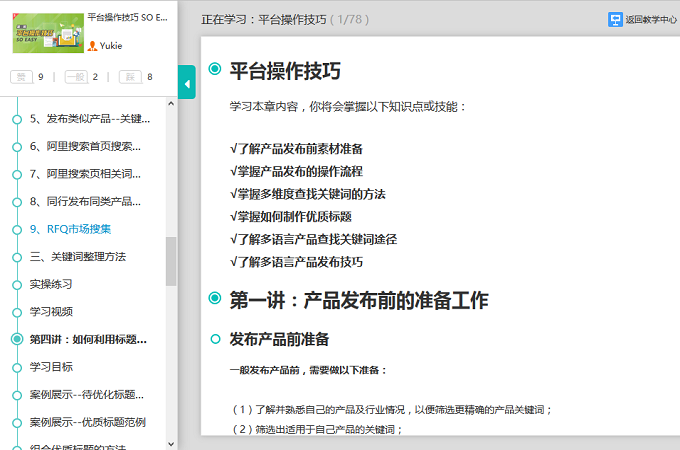 平台操作技巧 SO E...
Yukie
赞 9 一般 2 踩 8
5、发布类似产品--关键...
6、阿里搜索首页搜索...
7、阿里搜索页相关词...
8、同行发布同类产品...
9、RFQ市场搜集
三、关键词整理方法
实操练习
学习视频
第四讲：如何利用标题...
学习目标
案例展示--待优化标题...
案例展示--优质标题范例
组合优质标题的方法
正在学习：平台操作技巧（1/78）
返回教学中心
平台操作技巧
学习本章内容，你将会掌握以下知识点或技能：
√了解产品发布前素材准备
√掌握产品发布的操作流程
√掌握多维度查找关键词的方法
√掌握如何制作优质标题
√了解多语言产品查找关键词途径
√了解多语言产品发布技巧
第一讲：产品发布前的准备工作
发布产品前准备
一般发布产品前，需要做以下准备：
（1）了解并熟悉自己的产品及行业情况，以便筛选更精确的产品关键词；
（2）筛选出适用于自己产品的关键词；